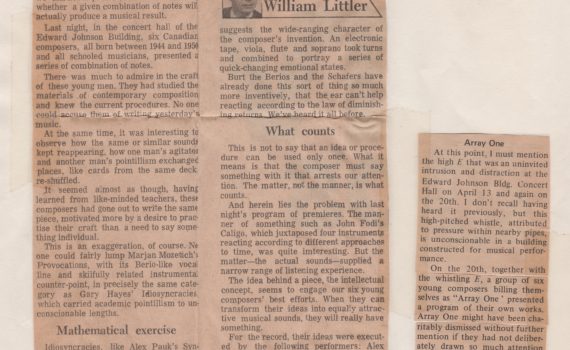 whether a given combination of notes will
actually produce a musical result.
Last night, in the concert hall of the
Edward Johnson Building, six Canadian
composers, all born between 1944 and 1950
and all schooled musicians, presented a
series of combination of notes.
There was much to admire in the craft
of these young men. They had studied the
materials of contemporary composition
and knew the current procedures. No one
could accuse them of writing yesterday's
music.
At the same time, it was interesting to
observe how the same or similar sounds
kept reappearing, how one man's agitato
and another man's pointillism exchanged
places, like cards from the same deck
re-shuffled.
It seemed almost as though, having
learned from like-minded teachers, these
composers had gone out to write the same
piece, motivated more by a desire to prac-
tise their craft than a need to say some-
thing individual.
This is an exaggeration, of course. No
one could fairly lump Marjan Mozetich's
Provocations, with its Berio-like vocal
line and skilfully related instrumental
counter-point, in precisely the same cate-
gory as Gary Hayes' Idiosyncracies,
which carried academic pointillism to un-
conscionable lengths.
Mathematical exercise
Idiosyncracies, like Alex Pauk's Syn-
William Littler
suggests the wide-ranging character of
the composer's invention. An electronic
tape, viola, flute and soprano took turns
and combined to portray a series of
quick-changing emotional states.
Burt the Berios and the Schafers have
already done this sort of thing so much
more inventively, that the ear can't help
reacting according to the law of diminish-
ing returns. We've heard it all before.
What counts
This is not to say that an idea or proce-
dure can be used only once. What it
means is that the composer must say
something with it that arrests our atten-
tion. The matter, not the manner, is what
counts.
And herein lies the problem with last
night's program of premieres. The man-
ner of something such as John Fodi's
Caligo, which juxtaposed four instruments
reacting according to different approaches
to time, was quite imteresting. But the
matter—the actual sounds—supplied a
narrow range of listening experience.
The idea behind a piece, the intellectual
concept, seems to engage our six young
composers' best efforts. When they can
transform their ideas into equally attrac-
tive musical sounds, they will really have
something.
For the record, their ideas were execut-
ed by the following performers: Alex
Array One
At this point, I must mention
the high E that was an uninvited
intrusion and distraction at the
Edward Johnson Bldg. Concert
Hall on April 13 and again on
the 20th. I don't recall having
heard it previously, but this
high-pitched whistle, attributed
to pressure within nearby pipes,
is unconscionable in a building
constructed for musical perfor-
mance.
On the 20th, together with
the whistling E, a group of six
young composers billing them-
selves as "Array One" presented
a program of their own works.
Array One might have been cha-
ritably dismissed without further
mention if they had not deliber-
ately drawn so much attention